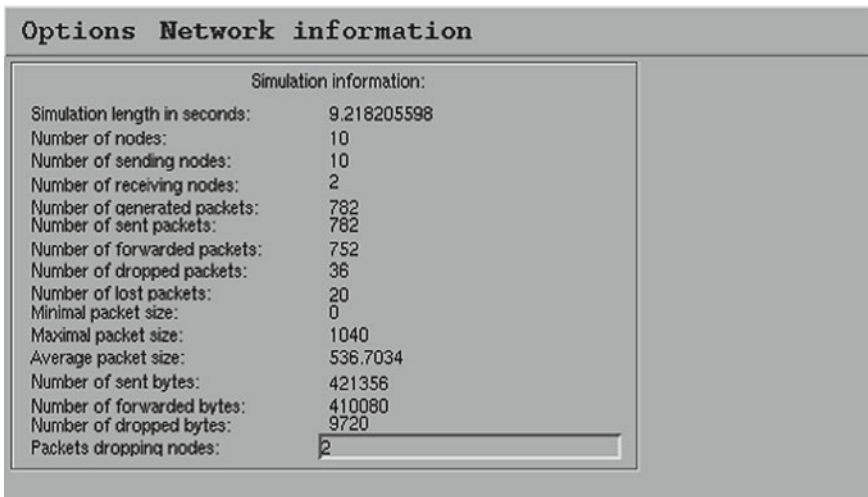 Options Network information
Simulation information:
Simulation length in seconds: 9.218205598
Number of nodes: 10
Number of sending nodes: 10
Number of receiving nodes: 2
Number of generated packets: 782
Number of sent packets: 782
Number of forwarded packets: 752
Number of dropped packets: 36
Number of lost packets: 20
Minimal packet size: 0
Maximal packet size: 1040
Average packet size: 536.7034
Number of sent bytes: 421356
Number of forwarded bytes: 410080
Number of dropped bytes: 9720
Packets dropping nodes: 2